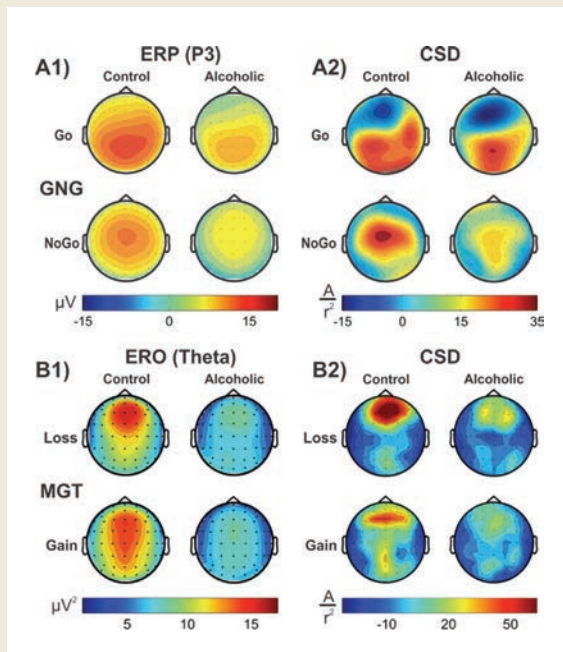 A1) ERP (P3)
Control Alcoholic
Go
GNG
NoGo
µV
-15 0 15
A2) CSD
Control Alcoholic
Go
NoGo
A
r²
-15 0 15 35
B1) ERO (Theta)
Control Alcoholic
Loss
MGT
Gain
µV²
5 10 15
B2) CSD
Control Alcoholic
Loss
Gain
A
r²
-10 20 50